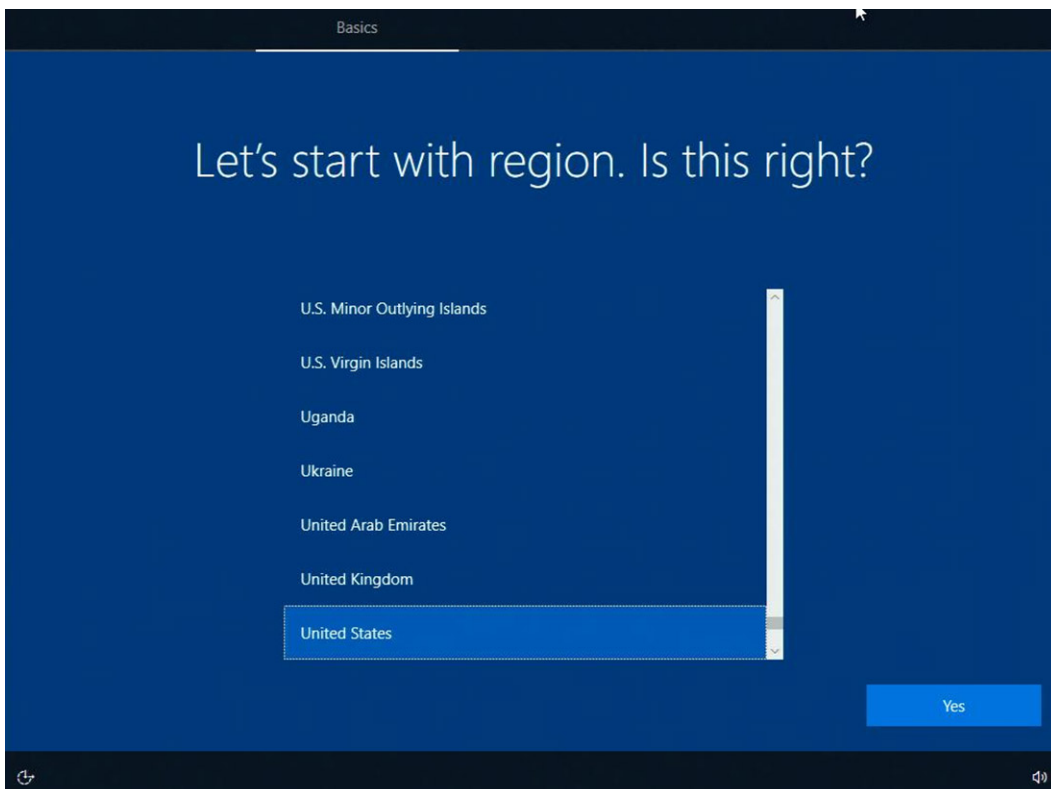 Basics
Let's start with region. Is this right?
U.S. Minor Outlying Islands
U.S. Virgin Islands
Uganda
Ukraine
United Arab Emirates
United Kingdom
United States
Yes